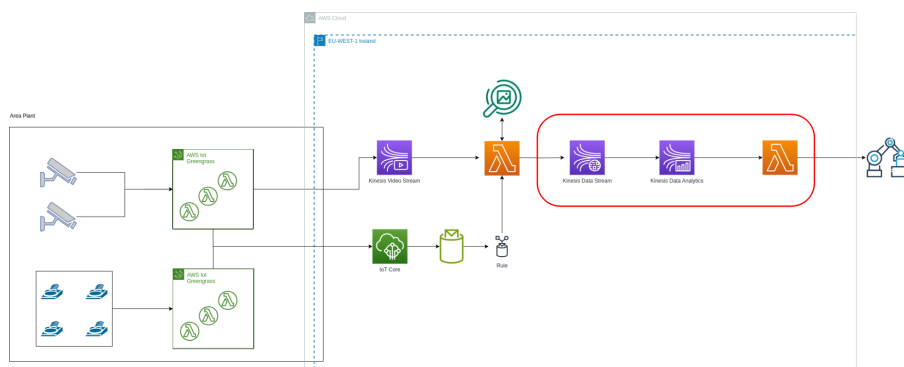 AWS Cloud
EU-WEST-1 Ireland
Area Plant
AWS Iot
Greengrass
Kinesis Video Stream
Kinesis Data Stream
Kinesis Data Analytics
IoT Core
Rule
AWS Iot
Greengrass